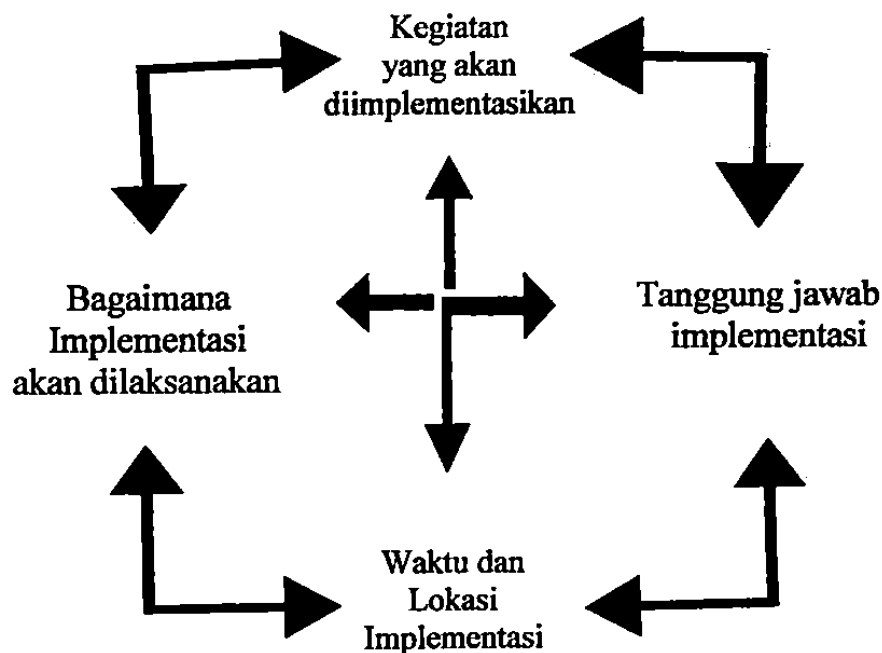 Kegiatan
yang akan
diimplementasikan
Bagaimana
Implementasi
akan dilaksanakan
Tanggung jawab
implementasi
Waktu dan
Lokasi
Implementasi